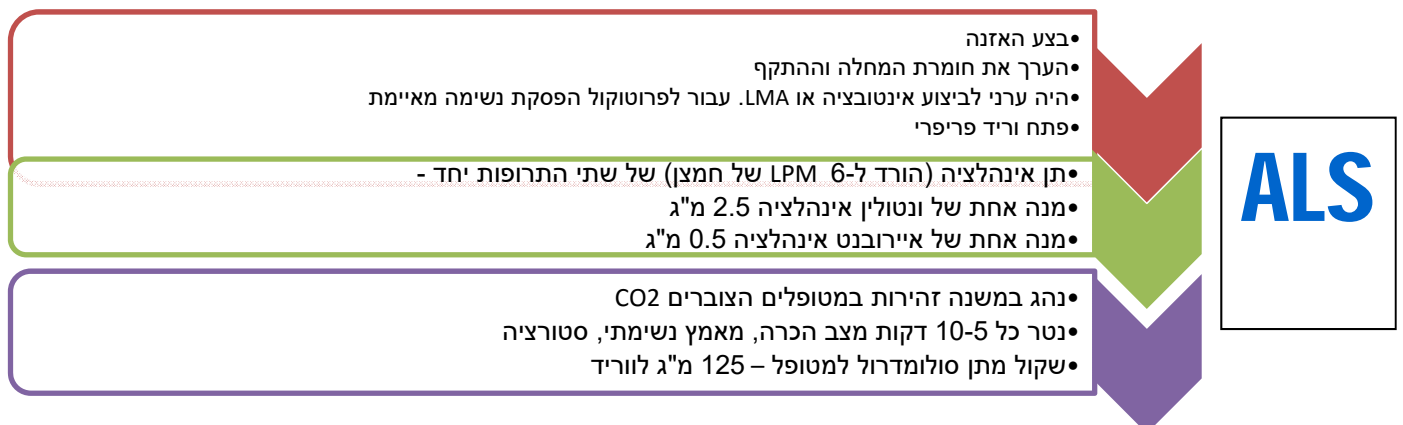 •בצע האזנה
•הערך את חומרת המחלה וההתקף
•היה ערני לביצוע אינטובציה או LMA. עבור לפרוטוקול הפסקת נשימה מאיימת
•פתח וריד פריפרי
•תן אינהלציה (הורד ל-6 LPM של חמצן) של שתי התרופות יחד -
•מנה אחת של ונטולין אינהלציה 2.5 מ"ג
•מנה אחת של איירובנט אינהלציה 0.5 מ"ג
•נהג במשנה זהירות במטופלים הצוברים CO2
•נטר כל 10-5 דקות מצב הכרה, מאמץ נשימתי, סטורציה
•שקול מתן סולומדרול למטופל – 125 מ"ג לווריד
ALS